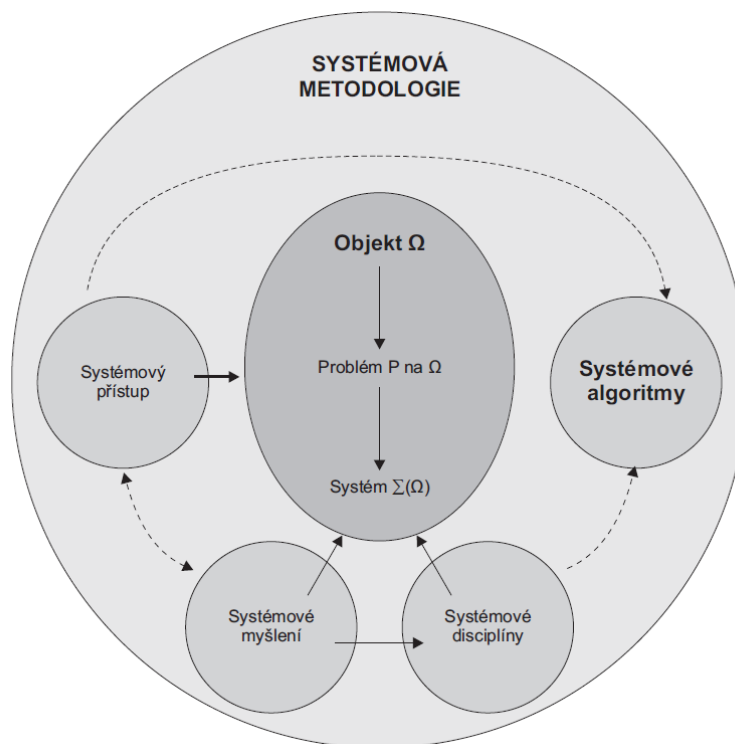 SYSTÉMOVÁ
METODOLOGIE
Objekt Ω
Problém P na Ω
Systém ∑(Ω)
Systémový
přístup
Systémové
algoritmy
Systémové
myšlení
Systémové
disciplíny